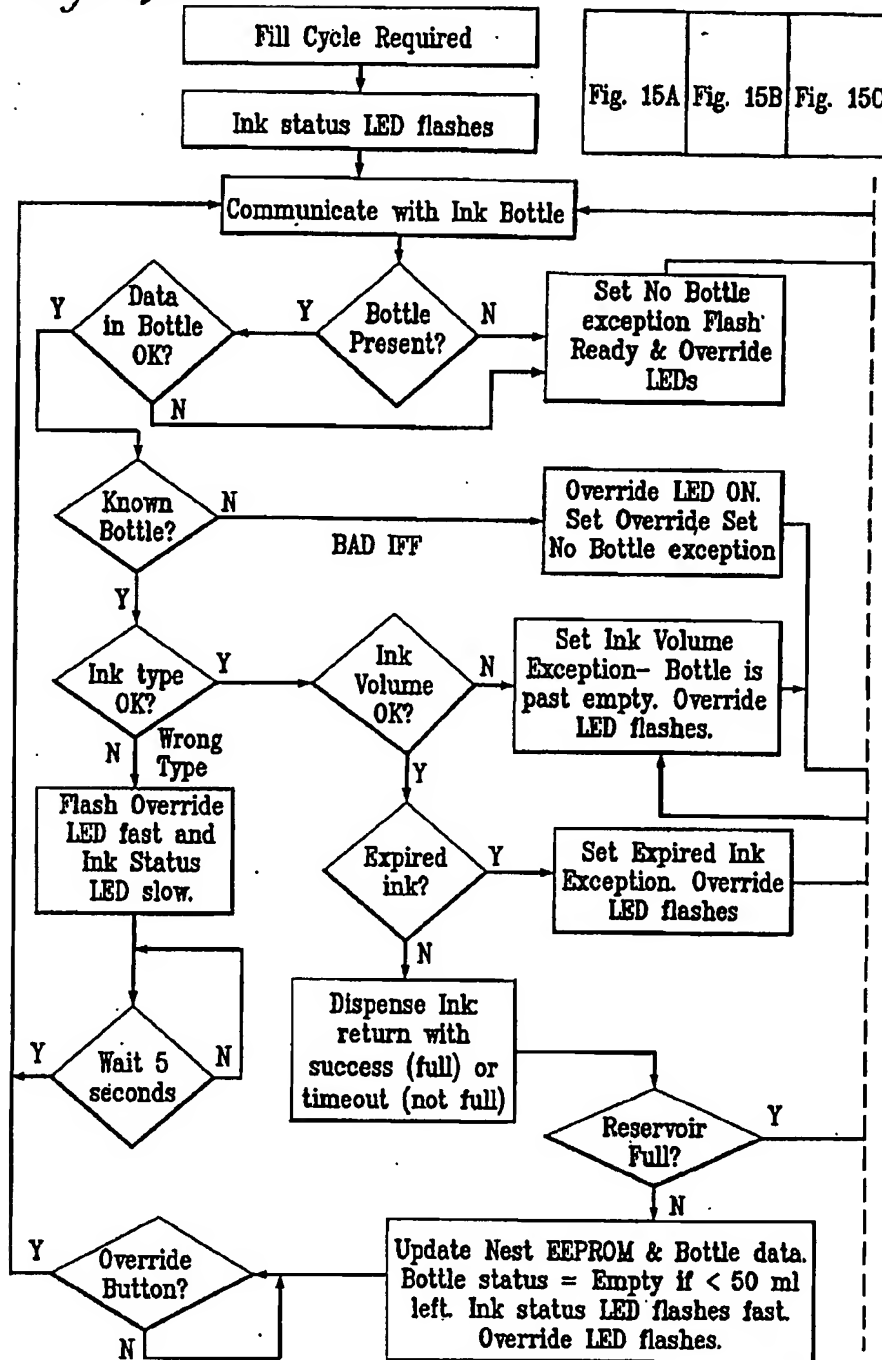 Fill Cycle Required
Fig. 15A
Fig. 15B
Fig. 15C
Ink status LED flashes
Communicate with Ink Bottle
Y
Data
in Bottle
OK?
Y
Bottle
Present?
N
Set No Bottle
exception Flash
Ready & Override
LEDs
N
Known
Bottle?
N
BAD IFF
Override LED ON.
Set Override Set
No Bottle exception
Y
Ink type
OK?
Y
Ink
Volume
OK?
N
Set Ink Volume
Exception- Bottle is
past empty. Override
LED flashes.
N
Wrong
Type
Y
Flash Override
LED fast and
Ink Status
LED slow.
Expired
ink?
Y
Set Expired Ink
Exception. Override
LED flashes
N
Y
Wait 5
seconds
N
Dispense Ink
return with
success (full) or
timeout (not full)
Reservoir
Full?
Y
N
Y
Override
Button?
N
Update Nest EEPROM & Bottle data.
Bottle status = Empty if < 50 ml
left. Ink status LED flashes fast.
Override LED flashes.